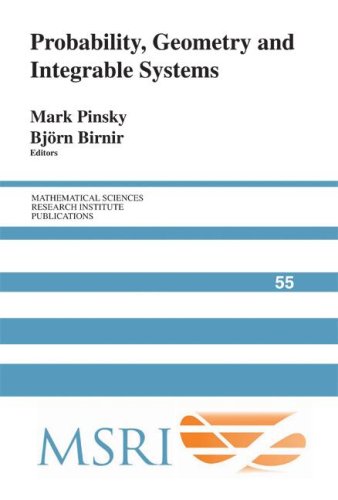 Probability, Geometry and
Integrable Systems
Mark Pinsky
Björn Birnir
Editors
MATHEMATICAL SCIENCES
RESEARCH INSTITUTE
PUBLICATIONS
55
MSRI